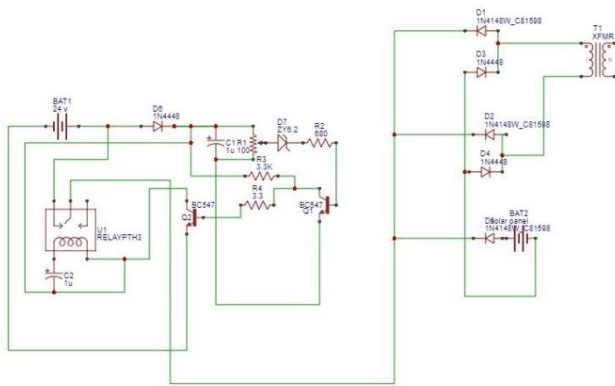 D1
1N4148W_C81598
T1
XFMR
D3
1N4448
BAT1
24 v
D6
1N4448
D7
ZY6.2
R2
680
C1
1u
R1
100
R3
3.3K
R4
3.3
D2
1N4148W_C81598
D4
1N4448
BC547
Q2
BC547
Q1
U1
RELAYPTH3
C2
1u
BAT2
solar panel
1N4148W_C81598